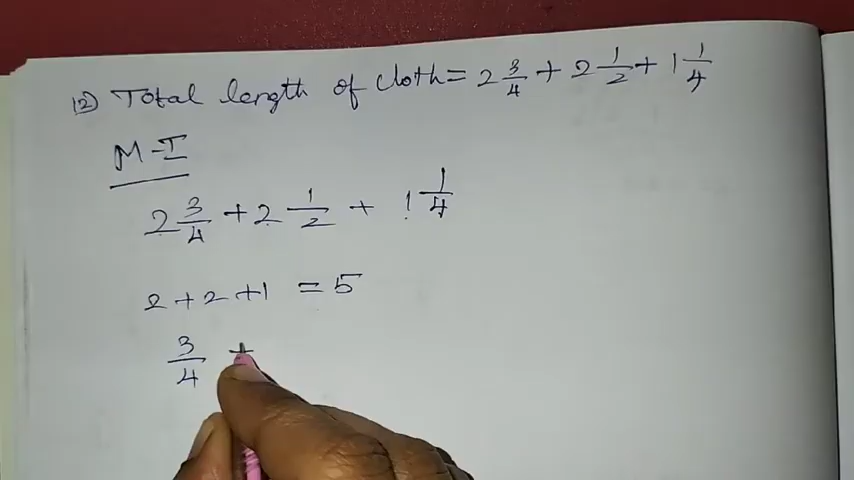 12) Total length of cloth = 2 3/4 + 2 1/2 + 1 1/4
M-I
2 3/4 + 2 1/2 + 1 1/4
2 + 2 + 1 = 5
3/4 +